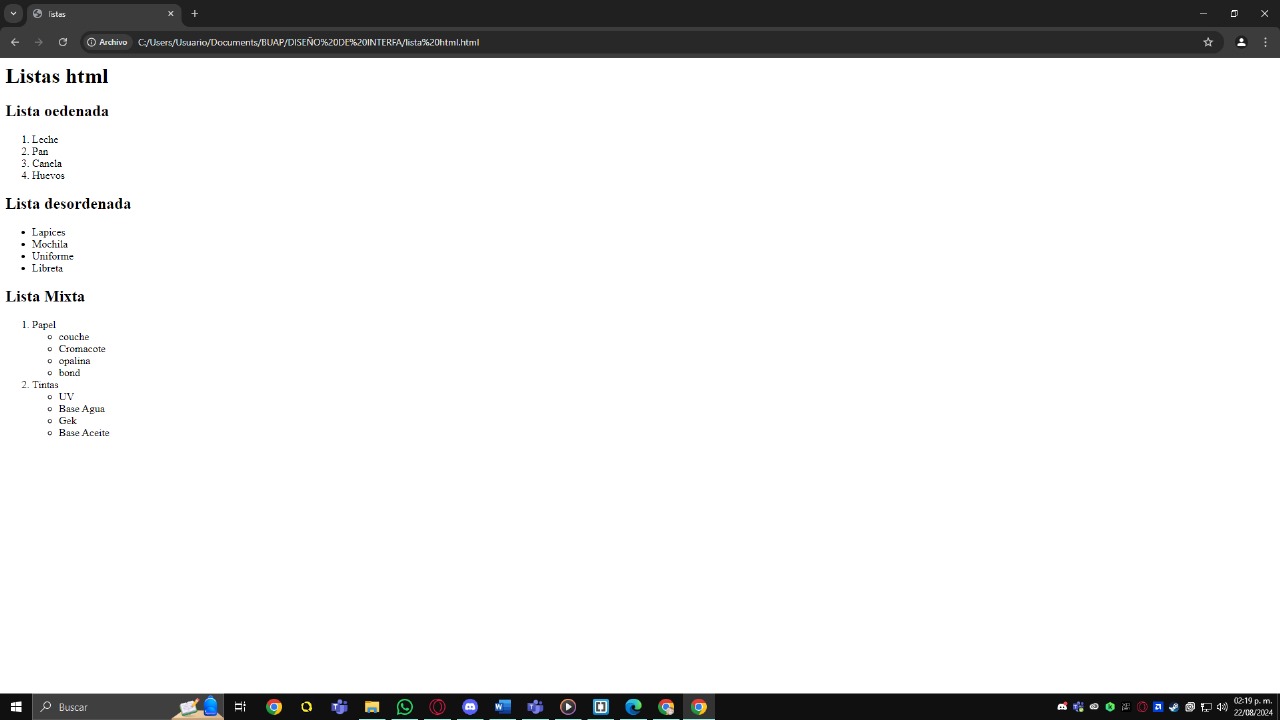 listas
Archivo
C:/Users/Usuario/Documents/BUAP/DISEÑO%20DE%20INTERFA/lista%20html.html
Listas html
Lista oedenada
1. Leche
2. Pan
3. Canela
4. Huevos
Lista desordenada
• Lapices
• Mochila
• Uniforme
• Libreta
Lista Mixta
1. Papel
◦ couche
◦ Cromacote
◦ opalina
◦ bond
2. Tintas
◦ UV
◦ Base Agua
◦ Gek
◦ Base Aceite
Buscar
02:19 p. m.
22/08/2024